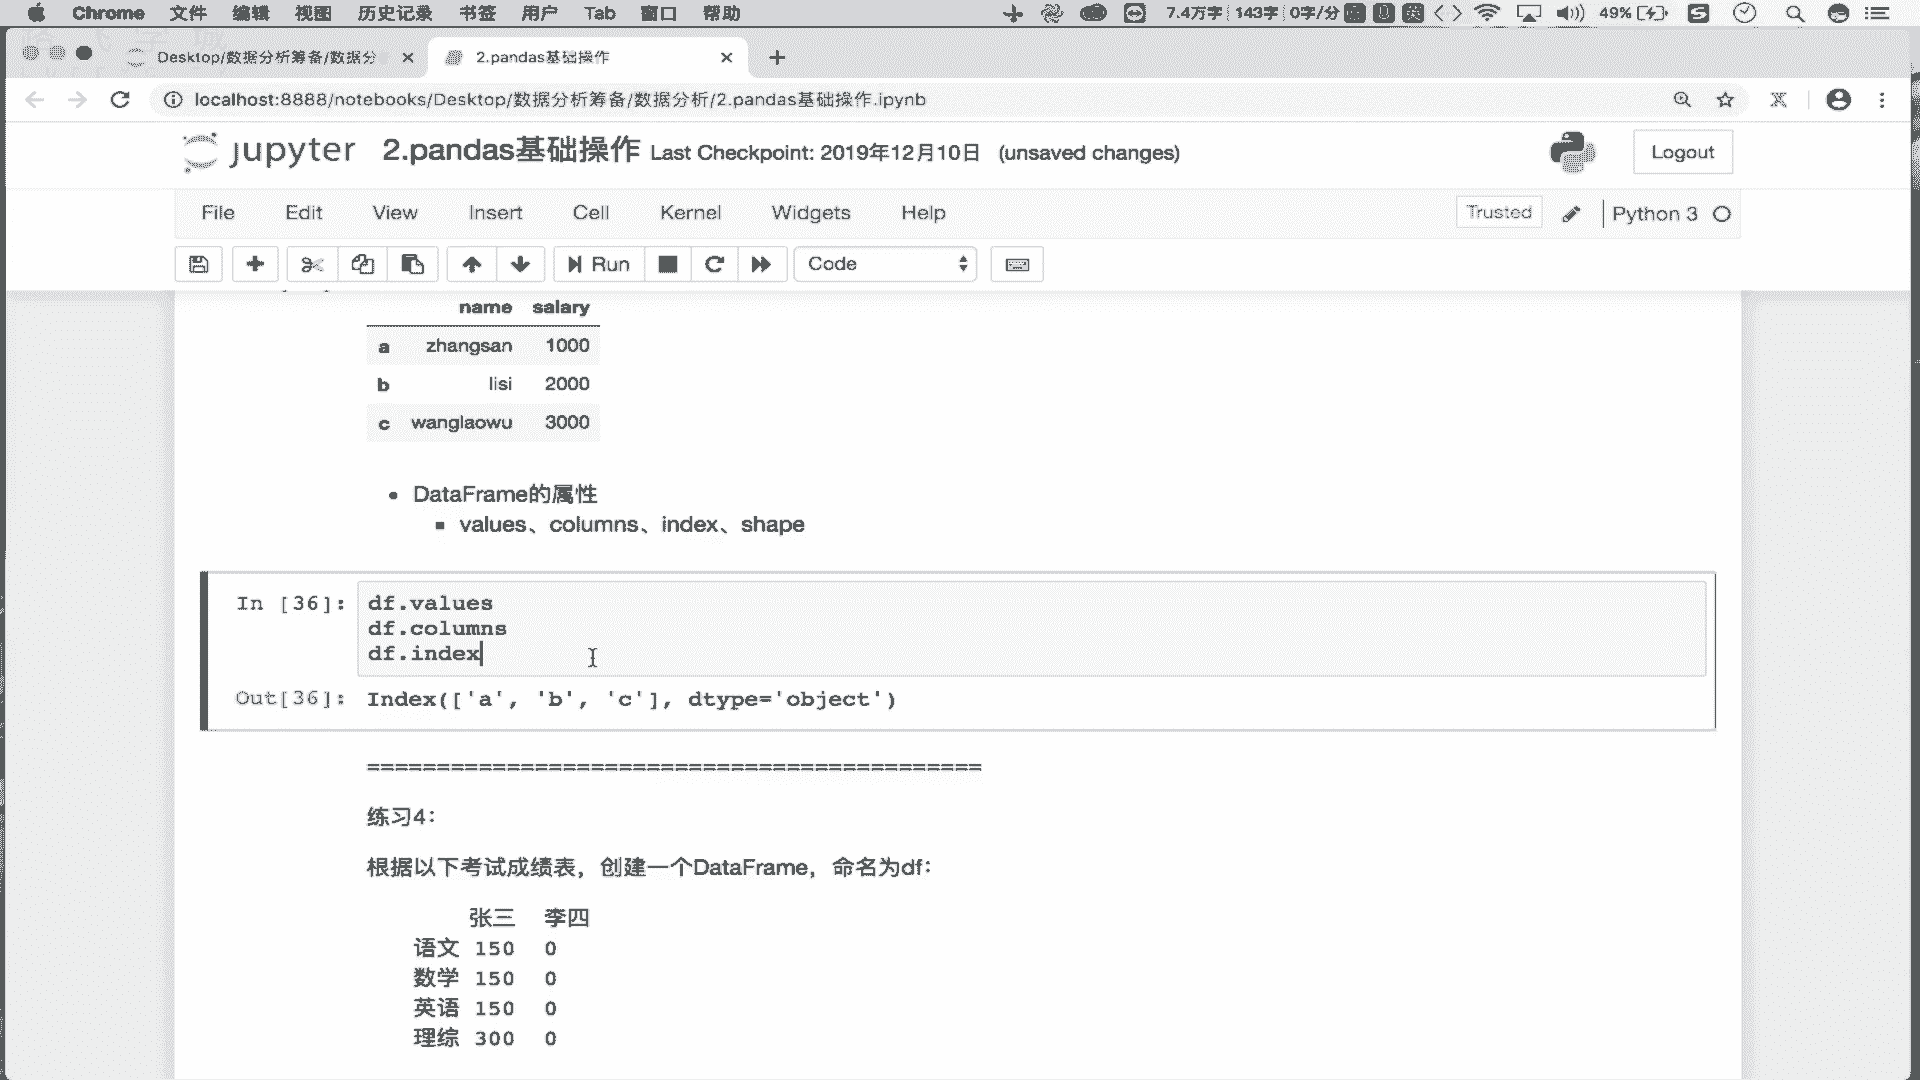 Chrome 文件 编辑 视图 历史记录 书签 用户 Tab 窗口 帮助 7.4万字 143字 0字/分 英 49%
Desktop/数据分析筹备/数据分
2.pandas基础操作
localhost:8888/notebooks/Desktop/数据分析筹备/数据分析/2.pandas基础操作.ipynb
jupyter 2.pandas基础操作 Last Checkpoint: 2019年12月10日 (unsaved changes) Logout
File Edit View Insert Cell Kernel Widgets Help Trusted Python 3
Run Code
name salary
a zhangsan 1000
b lisi 2000
c wanglaowu 3000
DataFrame的属性
values、columns、index、shape
In [36]: df.values
df.columns
df.index
Out[36]: Index(['a', 'b', 'c'], dtype='object')
============================================
练习4：
根据以下考试成绩表，创建一个DataFrame，命名为df：
张三 李四
语文 150 0
数学 150 0
英语 150 0
理综 300 0